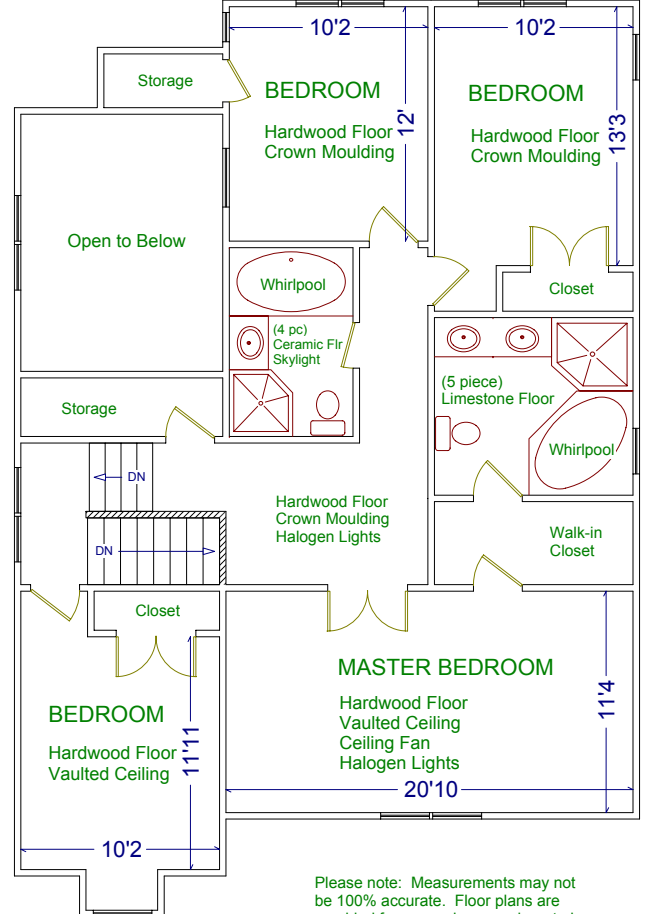 10'2
10'2
Storage
BEDROOM
Hardwood Floor
Crown Moulding
12'
BEDROOM
Hardwood Floor
Crown Moulding
13'3
Open to Below
Whirlpool
Closet
(4 pc)
Ceramic Flr
Skylight
(5 piece)
Limestone Floor
Storage
Whirlpool
DN
Hardwood Floor
Crown Moulding
Halogen Lights
DN
Walk-in
Closet
Closet
MASTER BEDROOM
Hardwood Floor
Vaulted Ceiling
Ceiling Fan
Halogen Lights
11'4
20'10
BEDROOM
Hardwood Floor
Vaulted Ceiling
11'11
10'2
Please note: Measurements may not
be 100% accurate. Floor plans are